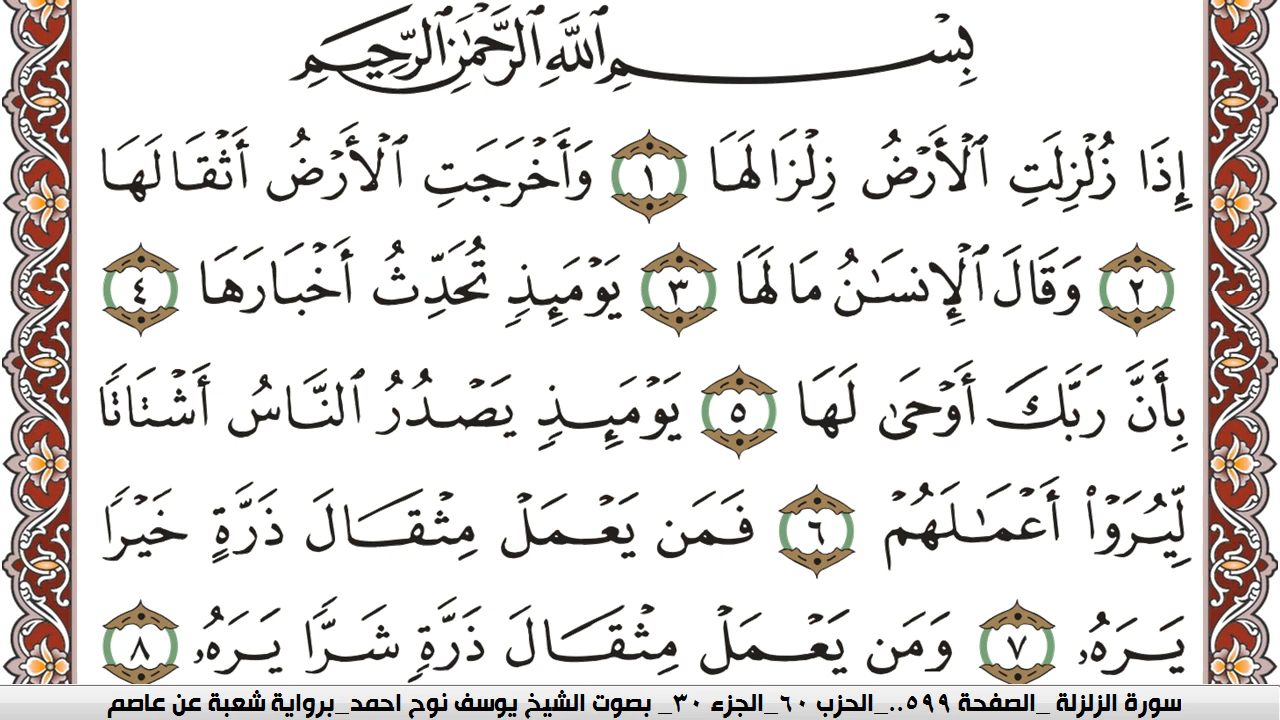 بِسْمِ ٱللَّهِ ٱلرَّحْمَٰنِ ٱلرَّحِيمِ
إِذَا زُلْزِلَتِ ٱلْأَرْضُ زِلْزَالَهَا ١ وَأَخْرَجَتِ ٱلْأَرْضُ أَثْقَالَهَا
٢ وَقَالَ ٱلْإِنسَٰنُ مَا لَهَا ٣ يَوْمَئِذٍ تُحَدِّثُ أَخْبَارَهَا ٤
بِأَنَّ رَبَّكَ أَوْحَىٰ لَهَا ٥ يَوْمَئِذٍ يَصْدُرُ ٱلنَّاسُ أَشْتَاتًا
لِّيُرَوْا۟ أَعْمَٰلَهُمْ ٦ فَمَن يَعْمَلْ مِثْقَالَ ذَرَّةٍ خَيْرًا
يَرَهُۥ ٧ وَمَن يَعْمَلْ مِثْقَالَ ذَرَّةٍ شَرًّا يَرَهُۥ ٨
سورة الزلزلة _الصفحة ٥٩٩.._الحزب ٦٠_الجزء ٣٠_ بصوت الشيخ يوسف نوح احمد_برواية شعبة عن عاصم